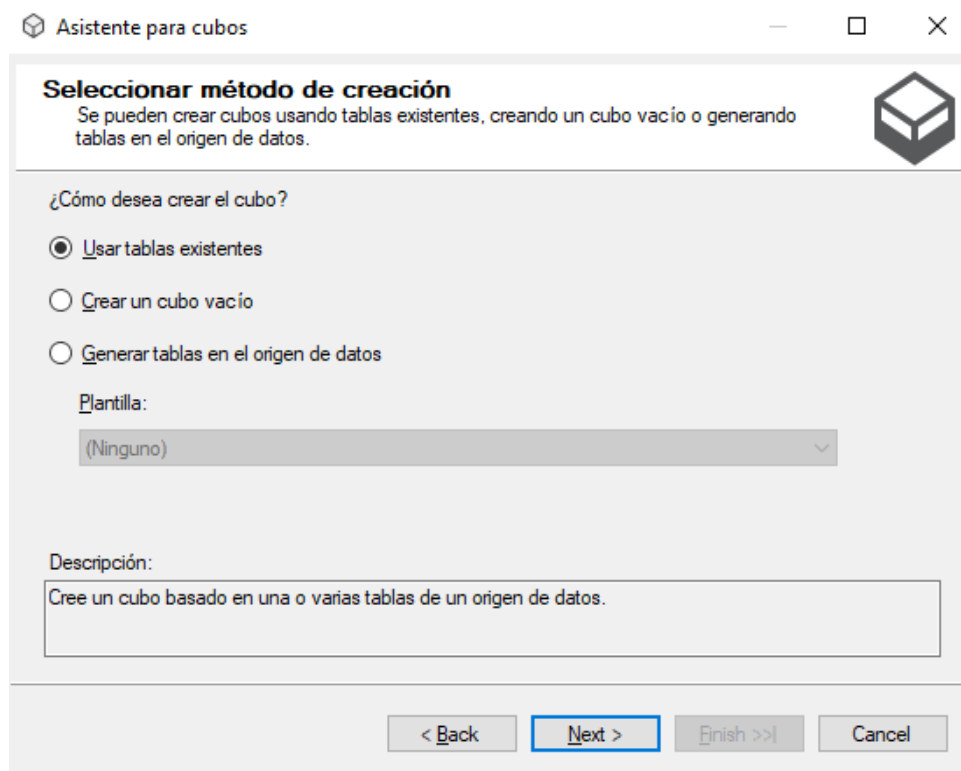 Asistente para cubos
Seleccionar método de creación
Se pueden crear cubos usando tablas existentes, creando un cubo vacío o generando
tablas en el origen de datos.
¿Cómo desea crear el cubo?
Usar tablas existentes
Crear un cubo vacío
Generar tablas en el origen de datos
Plantilla:
(Ninguno)
Descripción:
Cree un cubo basado en una o varias tablas de un origen de datos.
< Back Next > Finish >>| Cancel